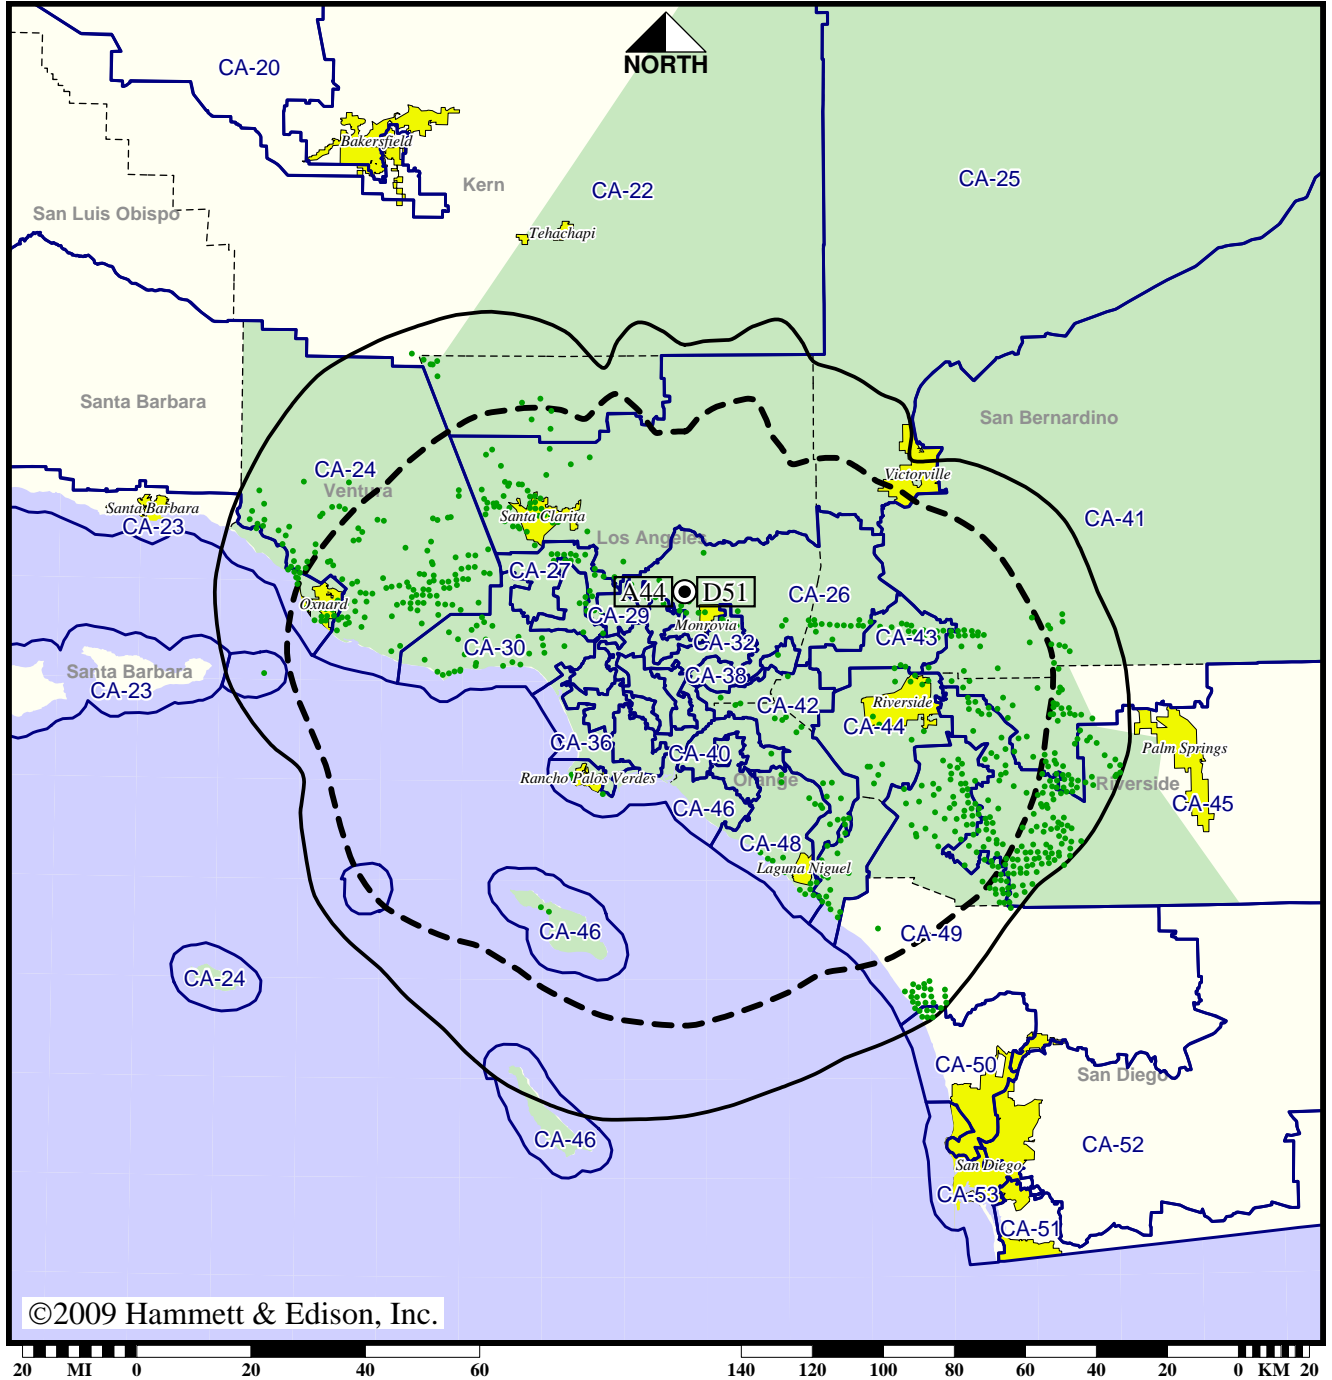 NORTH
CA-20
Bakersfield
Kern
CA-22
CA-25
San Luis Obispo
Tehachapi
Santa Barbara
San Bernardino
CA-24
Ventura
Victorville
Santa Barbara
CA-23
Santa Clarita
CA-41
Los Angeles
CA-27
A44
D51
CA-26
Oxnard
CA-29
Monrovia
CA-32
CA-43
CA-30
Santa Barbara
CA-23
CA-38
CA-42
Riverside
CA-44
CA-36
CA-40
Palm Springs
Rancho Palos Verdes
Orange
Riverside
CA-45
CA-46
CA-48
Laguna Niguel
CA-46
CA-49
CA-24
CA-50
San Diego
CA-46
CA-52
San Diego
CA-53
CA-51
©2009 Hammett & Edison, Inc.
20 MI 0 20 40 60 140 120 100 80 60 40 20 0 KM 20